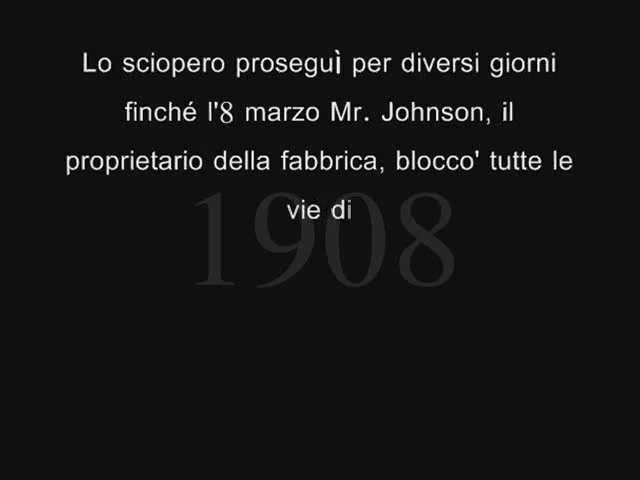 Lo sciopero proseguì per diversi giorni
finché l'8 marzo Mr. Johnson, il
proprietario della fabbrica, blocco' tutte le
vie di
1908